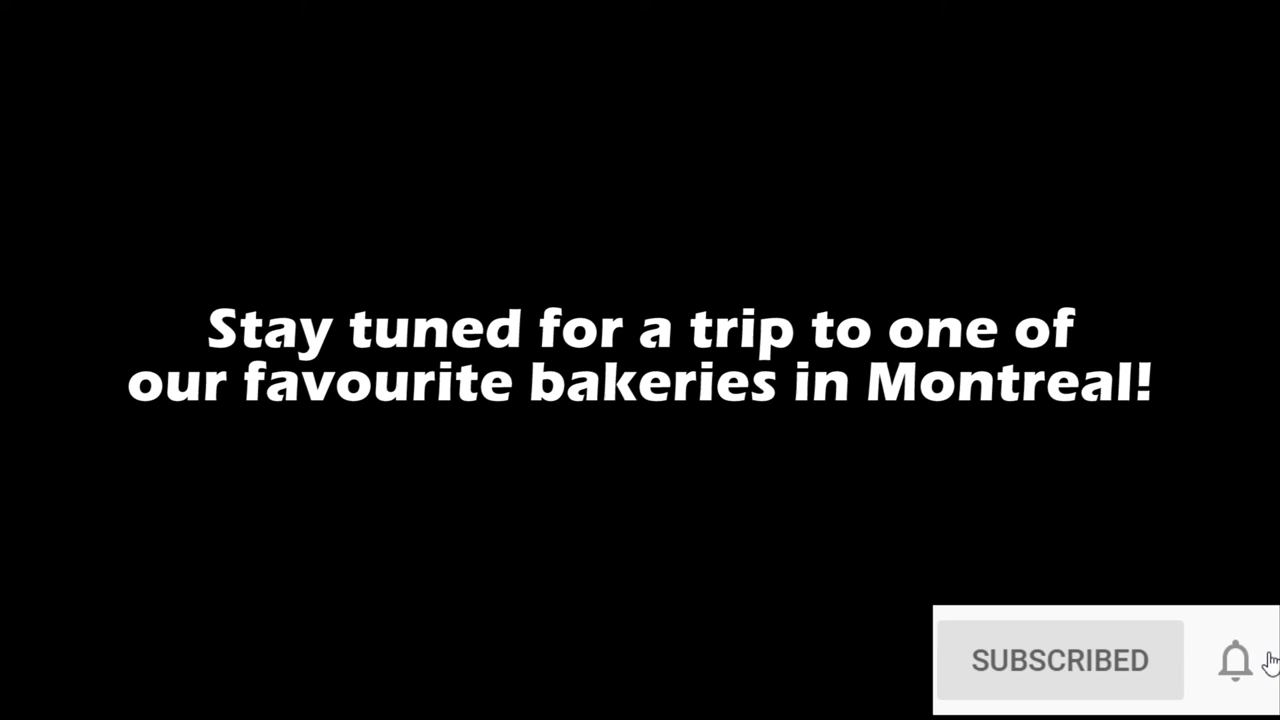 Stay tuned for a trip to one of
our favourite bakeries in Montreal!
SUBSCRIBED